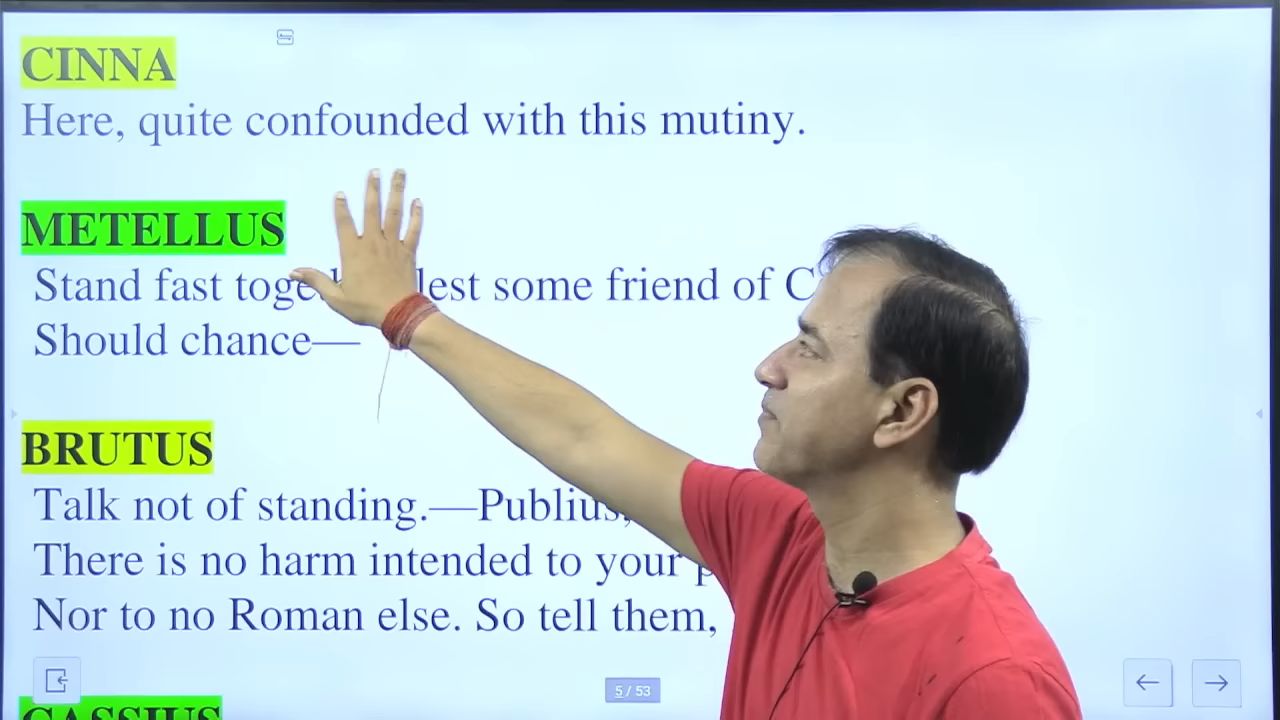 CINNA
Here, quite confounded with this mutiny.
METELLUS
Stand fast lest some friend of
Should chance—
BRUTUS
Talk not of standing.—Publius,
There is no harm intended to your
Nor to no Roman else. So tell them,
5 / 53
CASSIUS